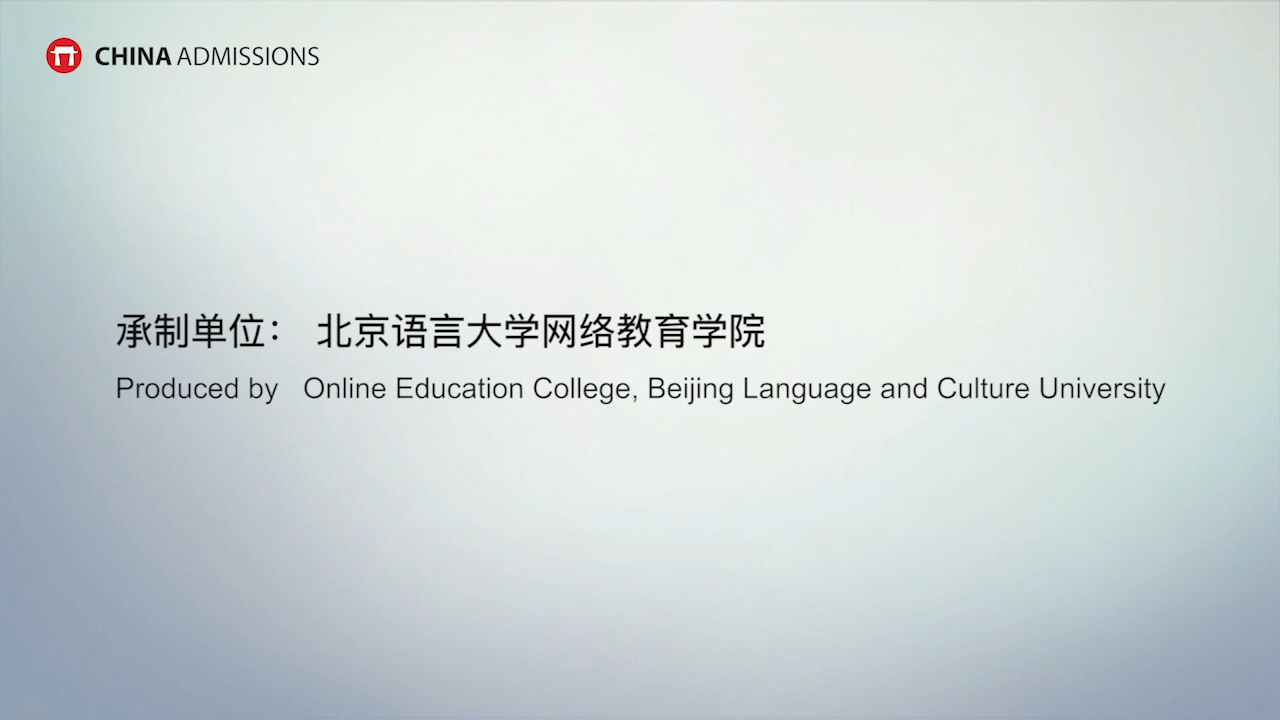 CHINA ADMISSIONS
承制单位： 北京语言大学网络教育学院
Produced by Online Education College, Beijing Language and Culture University